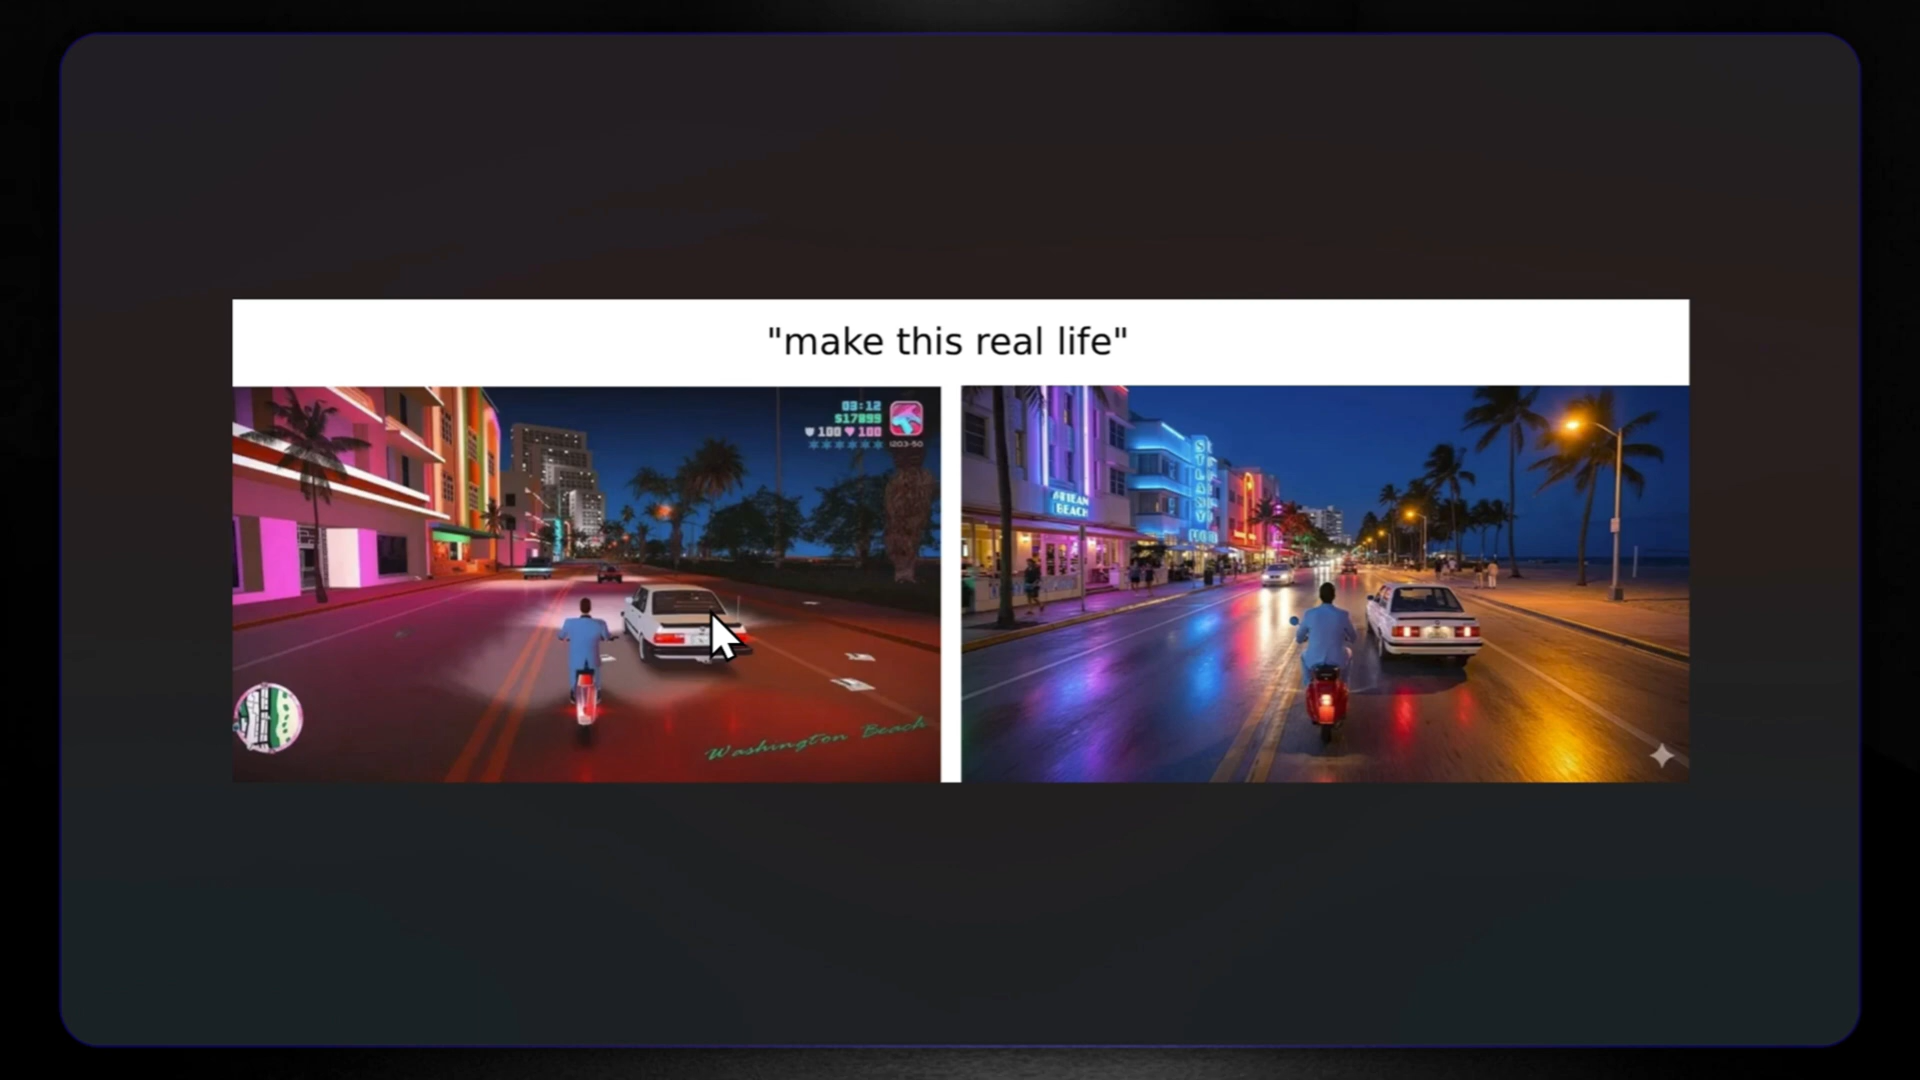 "make this real life"
03:12
$17899
100 100
Washington Beach
BEACH